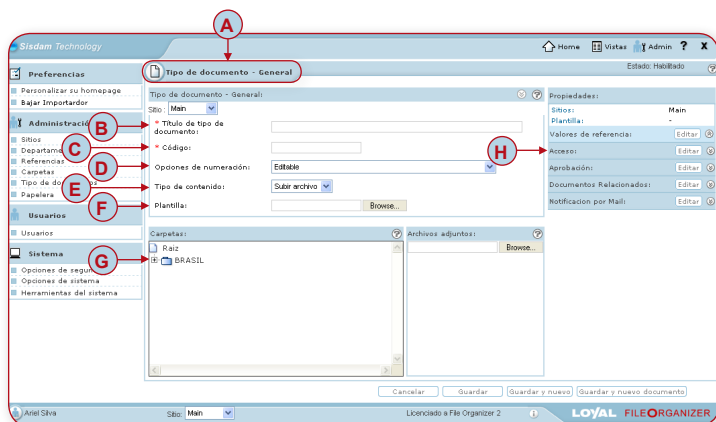 A
Sisdam Technology
Home
Vistas
Admin
?
X
Preferencias
Personalizar su homepage
Bajar Importardor
Administració
Sitios
Departame
Referencias
Carpetas
Tipo de do
os
Papelera
Usuarios
Usuarios
Sistema
Opciones de segu
Opciones de sistema
Herramientas del sistema
Tipo de documento - General
Estado: Habilitado
Tipo de documento - General:
Sitio: Main
B
* Título de tipo de
documento:
C
* Código:
D
Opciones de numeración:
Editable
E
Tipo de contenido:
Subir archivo
F
Plantilla:
Browse...
G
H
Carpetas:
Raiz
BRASIL
Archivos adjuntos:
Browse...
Propiedades:
Sitios: Main
Plantilla: -
Valores de referencia: Editar
Acceso: Editar
Aprobación: Editar
Documentos Relacionados: Editar
Notificacion por Mail: Editar
Cancelar
Guardar
Guardar y nuevo
Guardar y nuevo documento
Ariel Silva
Sitio: Main
Licenciado a File Organizer 2
LOYAL FILEORGANIZER